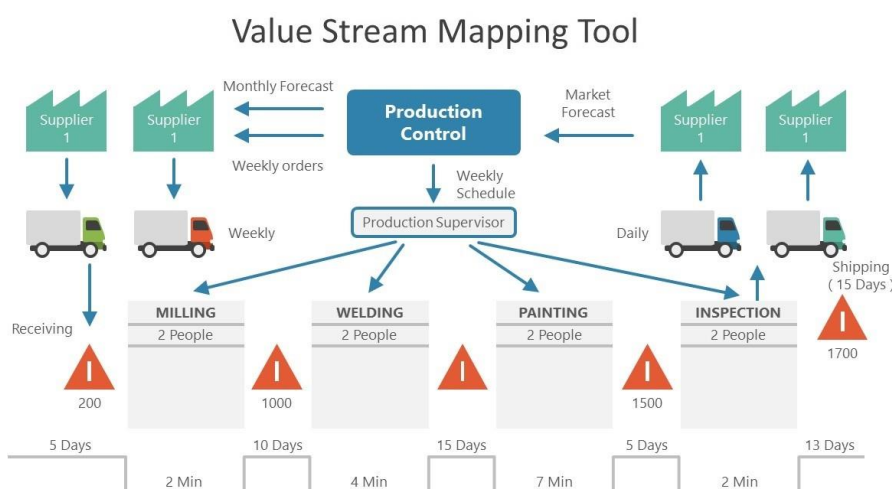 Value Stream Mapping Tool
Supplier
1
Supplier
1
Monthly Forecast
Weekly orders
Production
Control
Market
Forecast
Supplier
1
Supplier
1
Weekly
Schedule
Weekly
Production Supervisor
Daily
Shipping
( 15 Days )
Receiving
MILLING
2 People
WELDING
2 People
PAINTING
2 People
INSPECTION
2 People
I
200
I
1000
I
I
1500
I
1700
5 Days
10 Days
15 Days
5 Days
13 Days
2 Min
4 Min
7 Min
2 Min